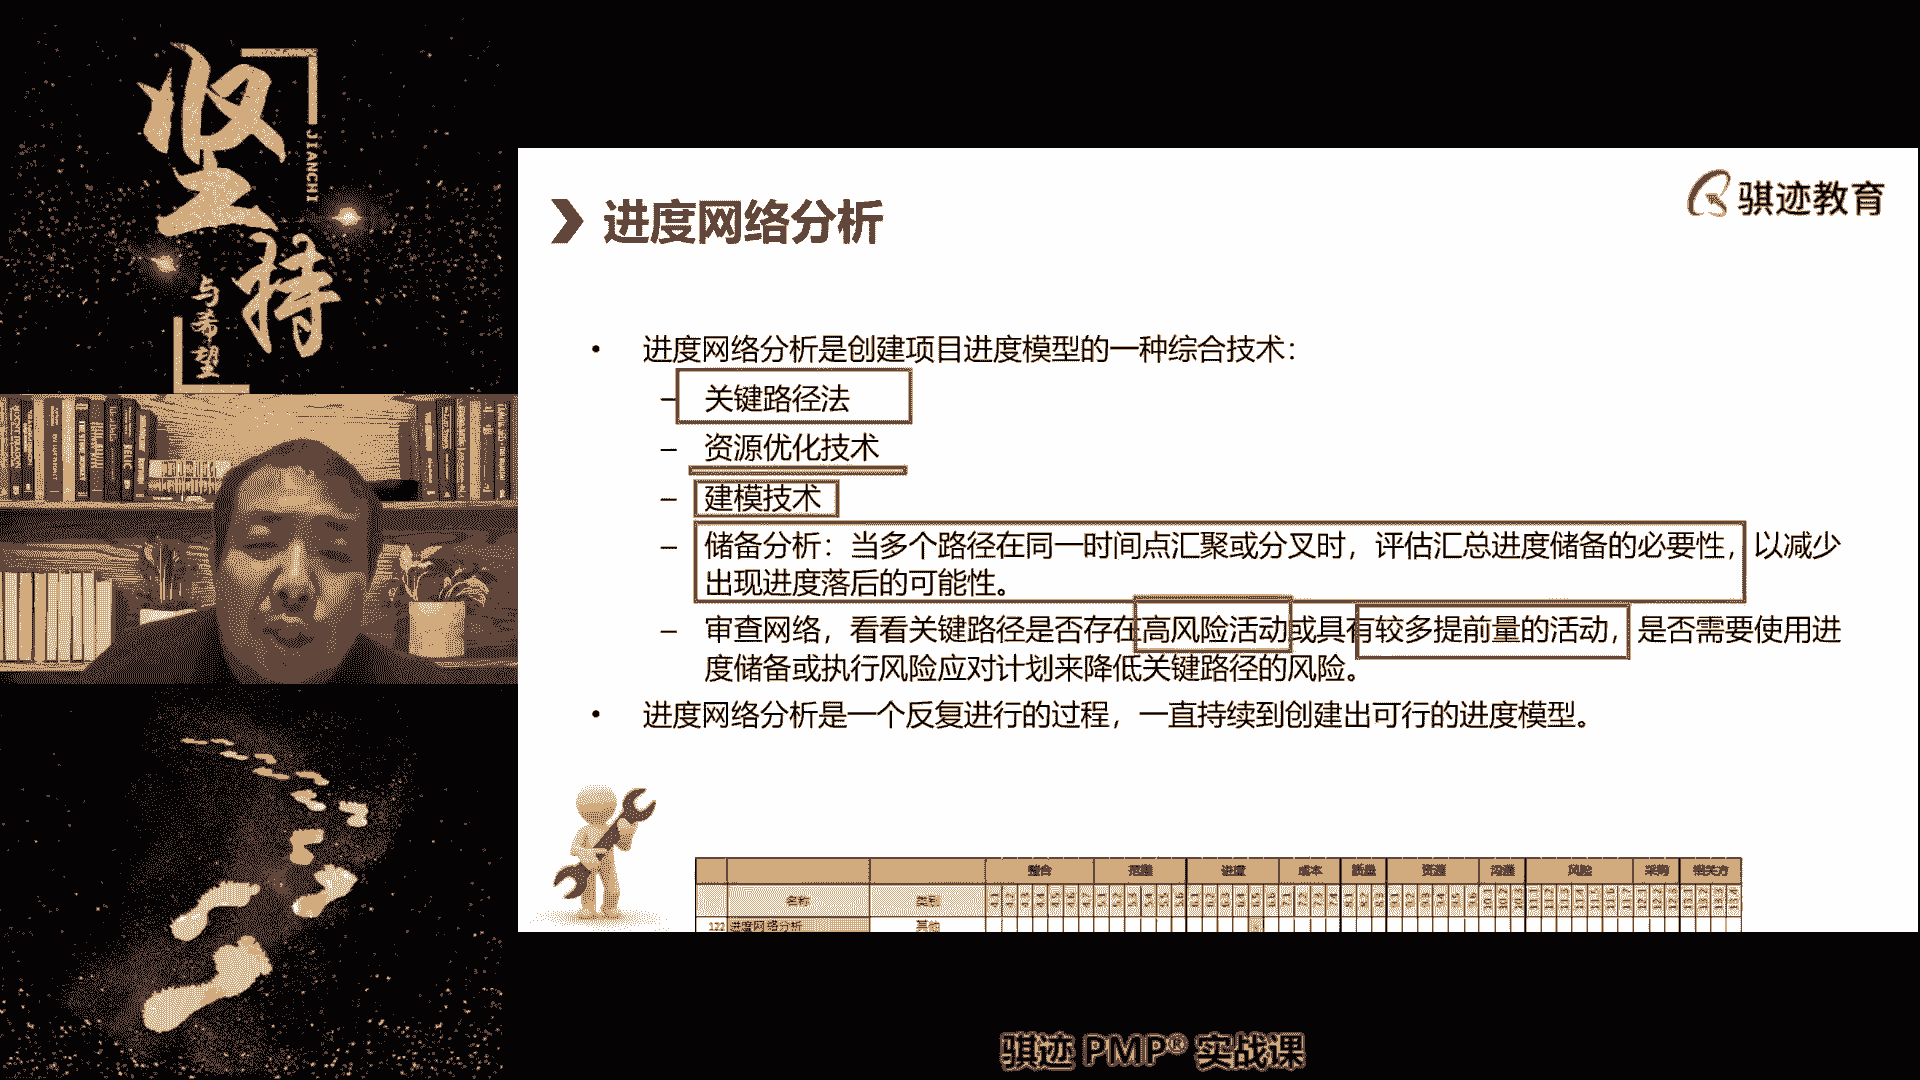 坚持
JIANCHI
与希望
进度网络分析
骐迹教育
• 进度网络分析是创建项目进度模型的一种综合技术：
– 关键路径法
– 资源优化技术
– 建模技术
– 储备分析：当多个路径在同一时间点汇聚或分叉时，评估汇总进度储备的必要性，以减少
出现进度落后的可能性。
– 审查网络，看看关键路径是否存在高风险活动或具有较多提前量的活动，是否需要使用进
度储备或执行风险应对计划来降低关键路径的风险。
• 进度网络分析是一个反复进行的过程，一直持续到创建出可行的进度模型。
整合 范围 进度 成本 质量 资源 沟通 风险 采购 相关方
名称 类别
122 进度网络分析 其他
骐迹 PMP® 实战课